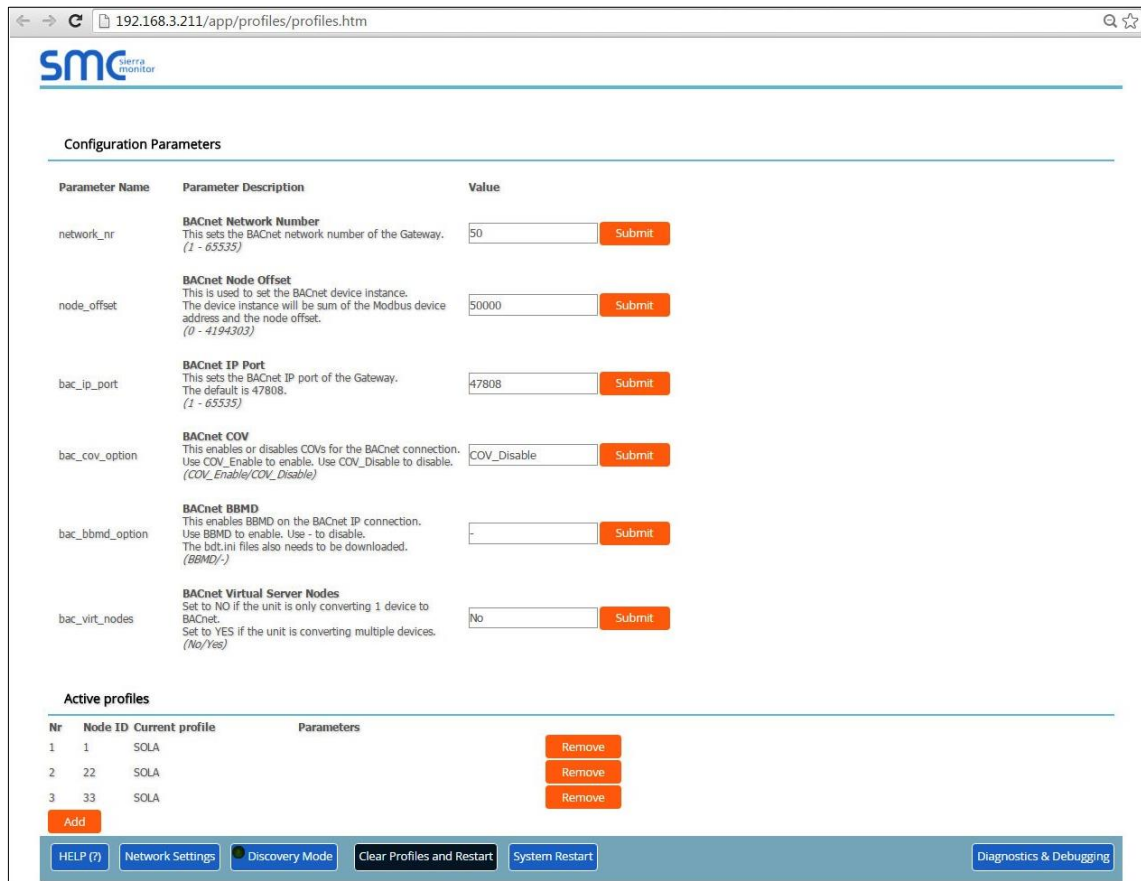 192.168.3.211/app/profiles/profiles.htm
SMC sierra monitor
Configuration Parameters
Parameter Name Parameter Description Value
network_nr
BACnet Network Number
This sets the BACnet network number of the Gateway.
(1 - 65535)
50 Submit
node_offset
BACnet Node Offset
This is used to set the BACnet device instance.
The device instance will be sum of the Modbus device
address and the node offset.
(0 - 4194303)
50000 Submit
bac_ip_port
BACnet IP Port
This sets the BACnet IP port of the Gateway.
The default is 47808.
(1 - 65535)
47808 Submit
bac_cov_option
BACnet COV
This enables or disables COVs for the BACnet connection.
Use COV_Enable to enable. Use COV_Disable to disable.
(COV_Enable/COV_Disable)
COV_Disable Submit
bac_bbmd_option
BACnet BBMD
This enables BBMD on the BACnet IP connection.
Use BBMD to enable. Use - to disable.
The bdt.ini files also needs to be downloaded.
(BBMD/-)
- Submit
bac_virt_nodes
BACnet Virtual Server Nodes
Set to NO if the unit is only converting 1 device to
BACnet.
Set to YES if the unit is converting multiple devices.
(No/Yes)
No Submit
Active profiles
Nr Node ID Current profile Parameters
1 1 SOLA Remove
2 22 SOLA Remove
3 33 SOLA Remove
Add
HELP (?) Network Settings Discovery Mode Clear Profiles and Restart System Restart Diagnostics & Debugging